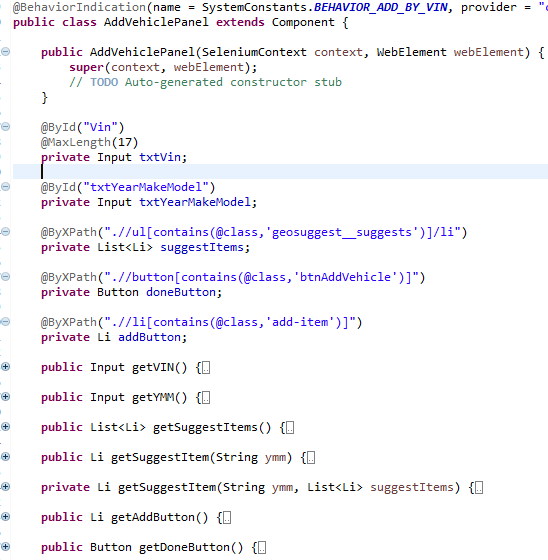 @BehaviorIndication(name = SystemConstants.BEHAVIOR_ADD_BY_VIN, provider = "
public class AddVehiclePanel extends Component {
public AddVehiclePanel(SeleniumContext context, WebElement webElement) {
super(context, webElement);
// TODO Auto-generated constructor stub
}
@ById("Vin")
@MaxLength(17)
private Input txtVin;
@ById("txtYearMakeModel")
private Input txtYearMakeModel;
@ByXPath(".//ul[contains(@class,'geosuggest__suggests')]/li")
private List<Li> suggestItems;
@ByXPath(".//button[contains(@class,'btnAddVehicle')]")
private Button doneButton;
@ByXPath(".//li[contains(@class,'add-item')]")
private Li addButton;
public Input getVIN() {
public Input getYMM() {
public List<Li> getSuggestItems() {
public Li getSuggestItem(String ymm) {
private Li getSuggestItem(String ymm, List<Li> suggestItems) {
public Li getAddButton() {
public Button getDoneButton() {